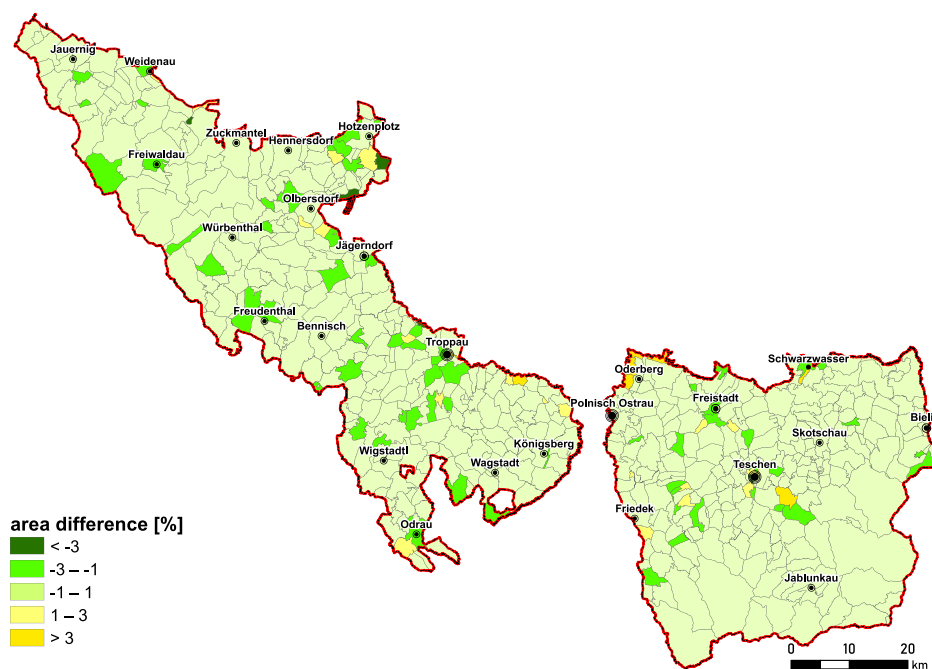 Jauernig
Weidenau
Zuckmantel
Hennersdorf
Hotzenplotz
Freiwaldau
Olbersdorf
Würbenthal
Jägerndorf
Freudenthal
Bennisch
Troppau
Wigstadtl
Königsberg
Wagstadt
Odrau
Schwarzwasser
Oderberg
Polnisch Ostrau
Freistadt
Bieli
Skotschau
Teschen
Friedek
Jablunkau
area difference [%]
< -3
-3 – -1
-1 – 1
1 – 3
> 3
0 10 20
km